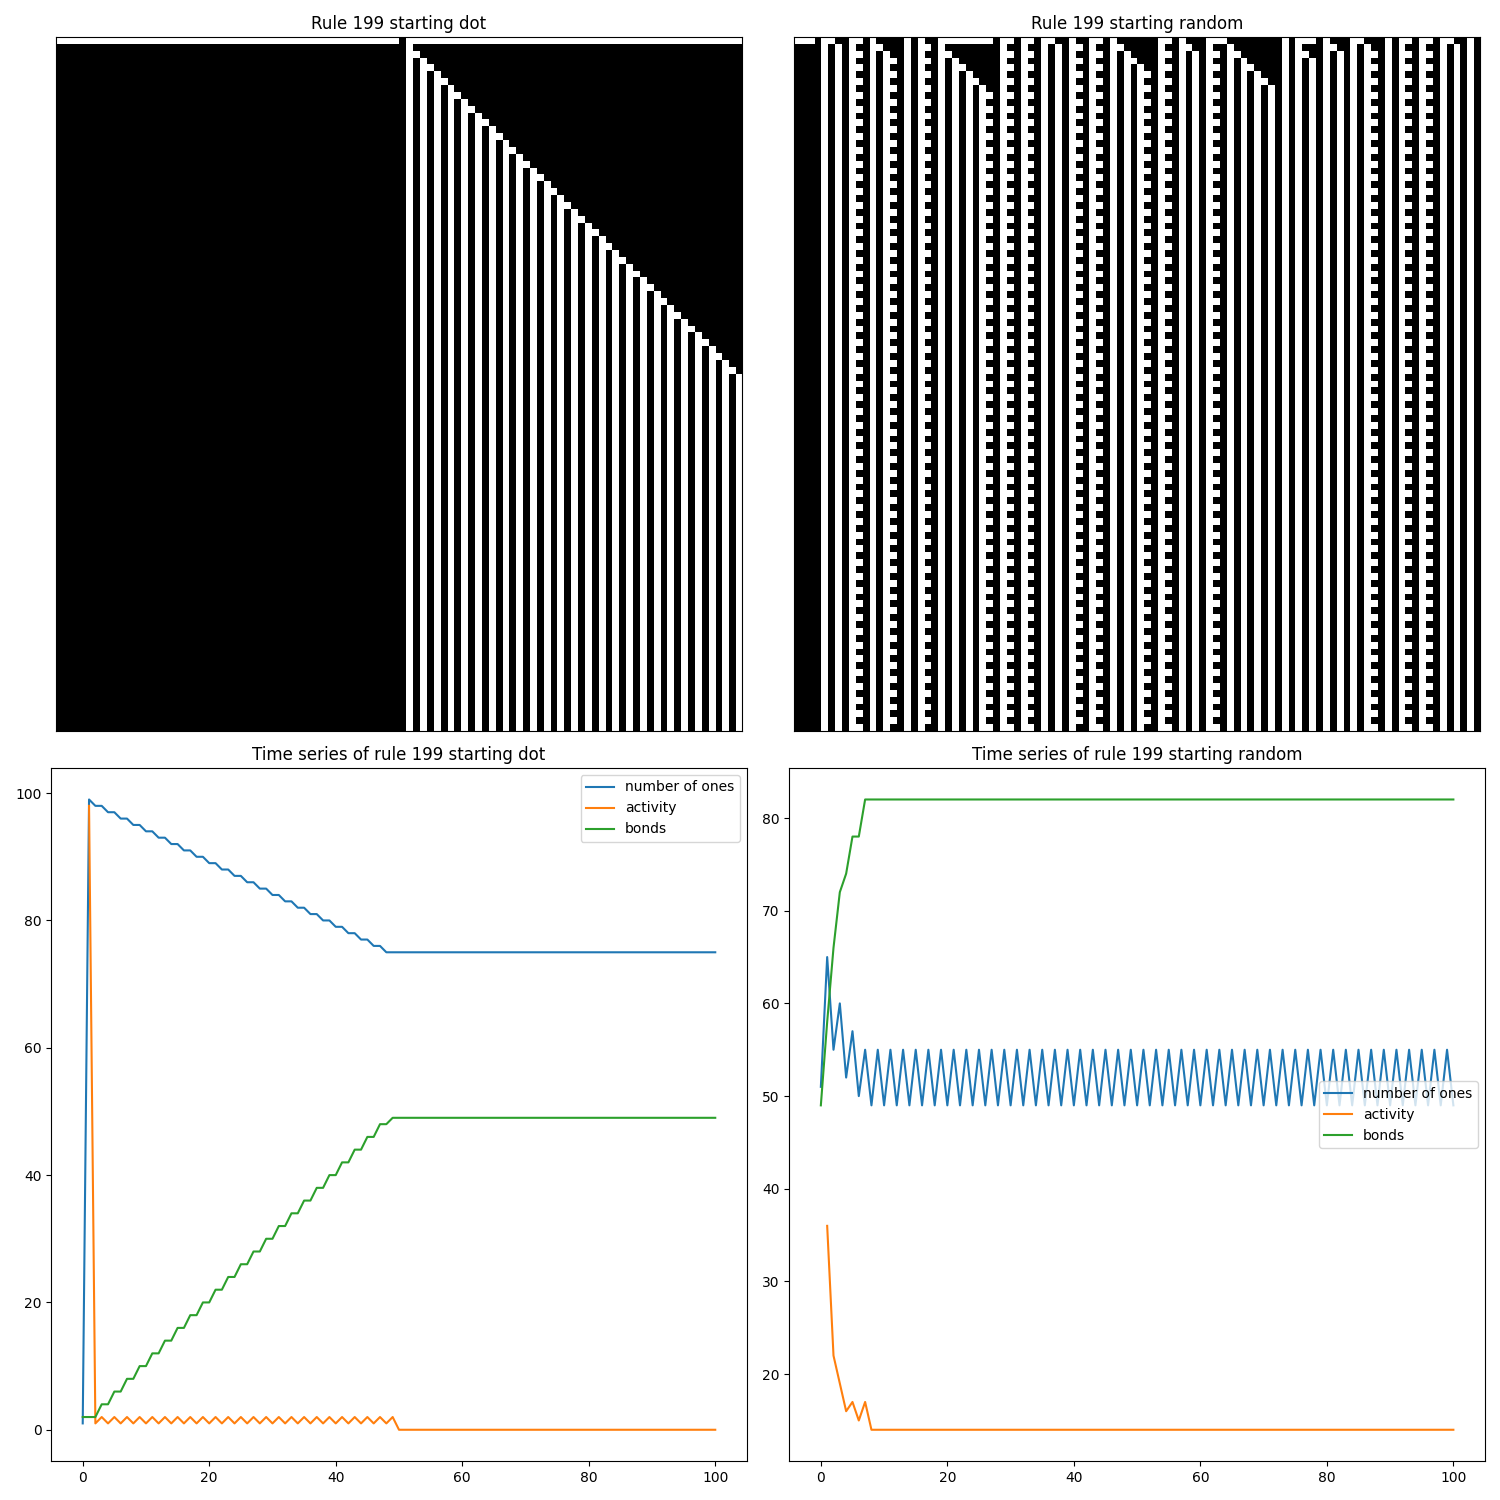 Rule 199 starting dot
Rule 199 starting random
Time series of rule 199 starting dot
100
80
60
40
20
0
0
20
40
60
80
100
number of ones
activity
bonds
Time series of rule 199 starting random
80
70
60
50
40
30
20
0
20
40
60
80
100
number of ones
activity
bonds